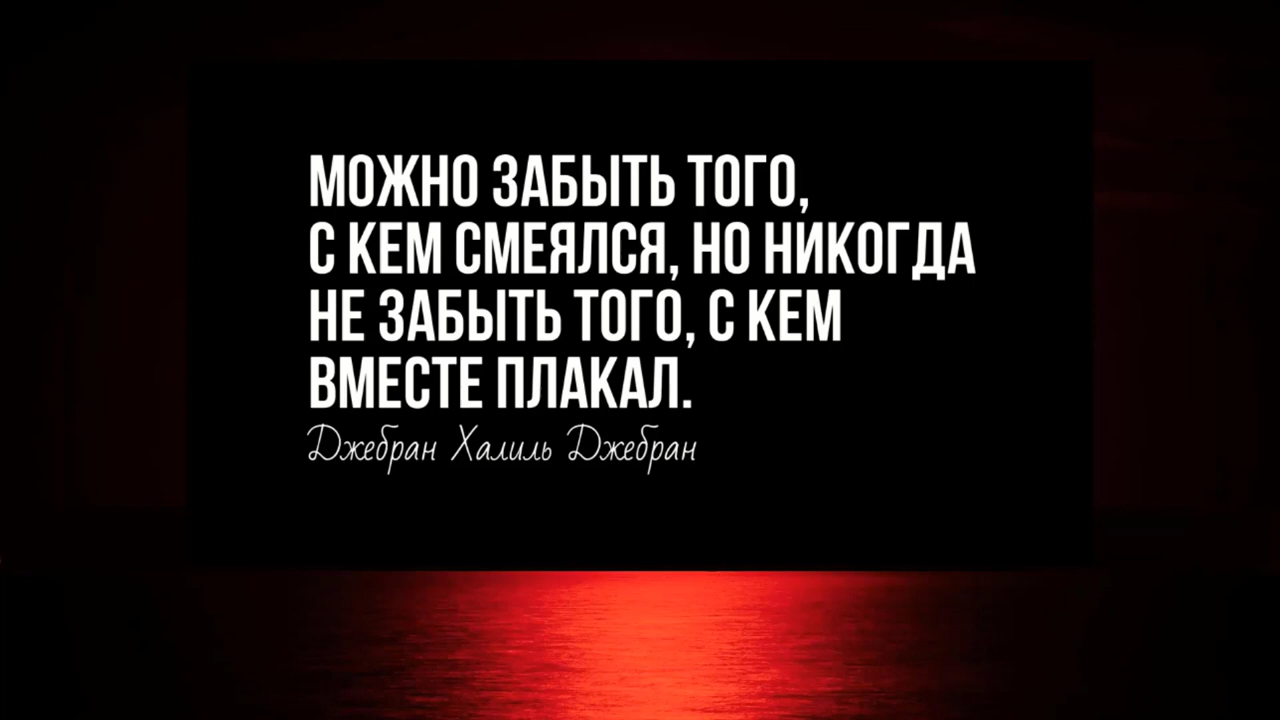 МОЖНО ЗАБЫТЬ ТОГО,
С КЕМ СМЕЯЛСЯ, НО НИКОГДА
НЕ ЗАБЫТЬ ТОГО, С КЕМ
ВМЕСТЕ ПЛАКАЛ.
Джебран Халиль Джебран